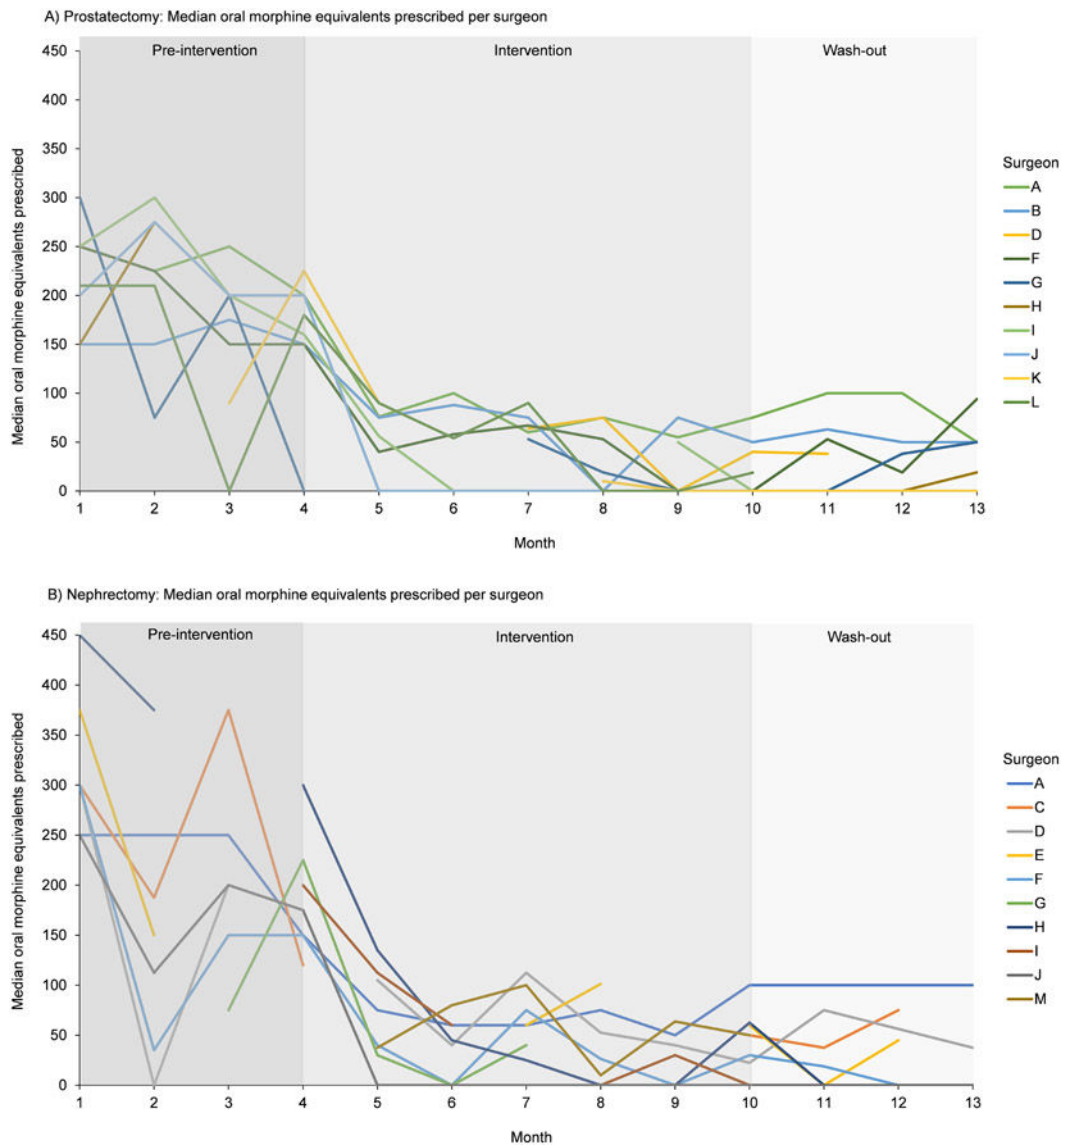 A) Prostatectomy: Median oral morphine equivalents prescribed per surgeon
Pre-intervention Intervention Wash-out
Median oral morphine equivalents prescribed
450
400
350
300
250
200
150
100
50
0
1 2 3 4 5 6 7 8 9 10 11 12 13
Month
Surgeon
A
B
D
F
G
H
I
J
K
L
B) Nephrectomy: Median oral morphine equivalents prescribed per surgeon
Pre-intervention Intervention Wash-out
Median oral morphine equivalents prescribed
450
400
350
300
250
200
150
100
50
0
1 2 3 4 5 6 7 8 9 10 11 12 13
Month
Surgeon
A
C
D
E
F
G
H
I
J
M